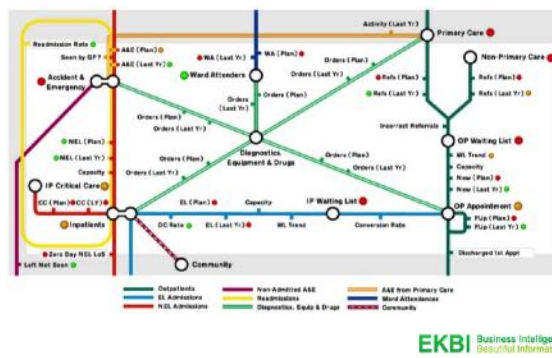 Activity (Last Yr)
Primary Care
Readmission Rate
A&E (Plan)
Seen by GP?
A&E (Last Yr)
WA (Plan)
WA (Last Yr)
Orders (Plan)
Orders (Last Yr)
Non-Primary Care
Accident &
Emergency
Ward Attenders
Refs (Plan)
Refs (Plan)
Refs (Last Yr)
Refs (Last Yr)
Orders
(Last Yr)
Orders (Plan)
Orders (Plan)
Orders (Last Yr)
Incorrect Referrals
NEL (Plan)
NEL (Last Yr)
Capacity
Diagnostics
Equipment & Drugs
Orders (Plan)
Orders (Last Yr)
Orders (Plan)
Orders (Last Yr)
OP Waiting List
WL Trend
Capacity
New (Plan)
New (Last Yr)
IP Critical Care
CC (Plan)
CC (LY)
EL (Plan)
Capacity
IP Waiting List
OP Appointment
Inpatients
DC Rate
EL (Last Yr)
WL Trend
Conversion Rate
FUp (Plan)
FUp (Last Yr)
Zero Day NEL LoS
Left Not Seen
Community
Discharged 1st Appt
Outpatients
EL Admissions
NEL Admissions
Non-Admitted A&E
Readmissions
Diagnostics, Equip & Drugs
A&E from Primary Care
Ward Attendances
Community
EKBI
Business Intellige
Beautiful Informa